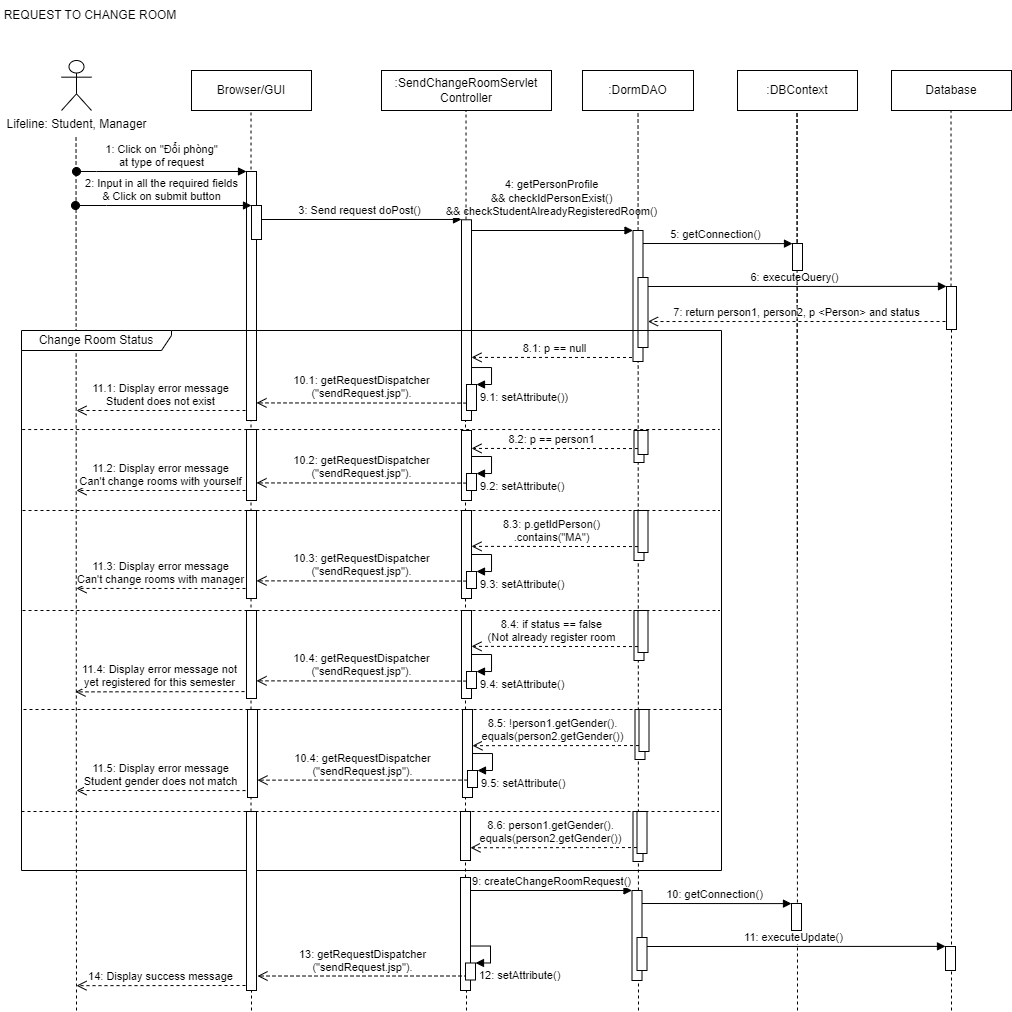 REQUEST TO CHANGE ROOM
Browser/GUI
:SendChangeRoomServlet
Controller
:DormDAO
:DBContext
Database
Lifeline: Student, Manager
1: Click on "Đổi phòng"
at type of request
2: Input in all the required fields
& Click on submit button
3: Send request doPost()
4: getPersonProfile
&& checkIdPersonExist()
&& checkStudentAlreadyRegisteredRoom()
5: getConnection()
6: executeQuery()
7: return person1, person2, p <Person> and status
Change Room Status
8.1: p == null
9.1: setAttribute())
10.1: getRequestDispatcher
("sendRequest.jsp").
11.1: Display error message
Student does not exist
8.2: p == person1
9.2: setAttribute()
10.2: getRequestDispatcher
("sendRequest.jsp").
11.2: Display error message
Can't change rooms with yourself
8.3: p.getIdPerson()
.contains("MA")
9.3: setAttribute()
10.3: getRequestDispatcher
("sendRequest.jsp").
11.3: Display error message
Can't change rooms with manager
8.4: if status == false
(Not already register room
9.4: setAttribute()
10.4: getRequestDispatcher
("sendRequest.jsp").
11.4: Display error message not
yet registered for this semester
8.5: !person1.getGender().
equals(person2.getGender())
9.5: setAttribute()
10.4: getRequestDispatcher
("sendRequest.jsp").
11.5: Display error message
Student gender does not match
8.6: person1.getGender().
equals(person2.getGender())
9: createChangeRoomRequest()
10: getConnection()
11: executeUpdate()
12: setAttribute()
13: getRequestDispatcher
("sendRequest.jsp").
14: Display success message